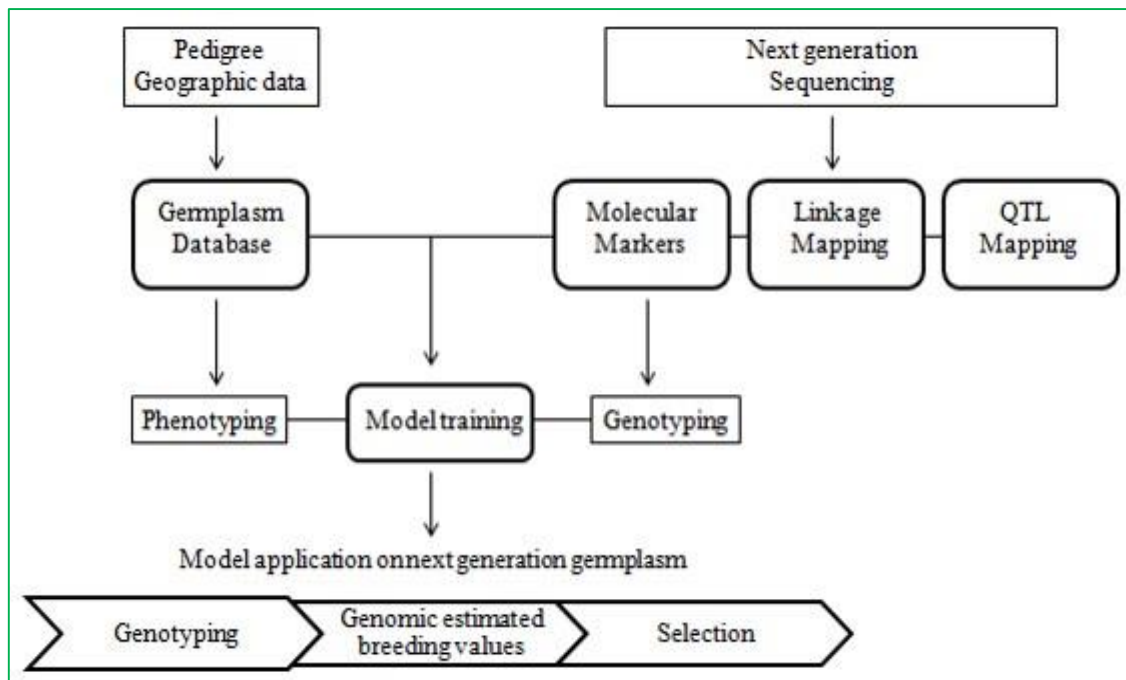 Pedigree
Geographic data
Next generation
Sequencing
Germplasm
Database
Molecular
Markers
Linkage
Mapping
QTL
Mapping
Phenotyping
Model training
Genotyping
Model application onnext generation germplasm
Genotyping
Genomic estimated
breeding values
Selection